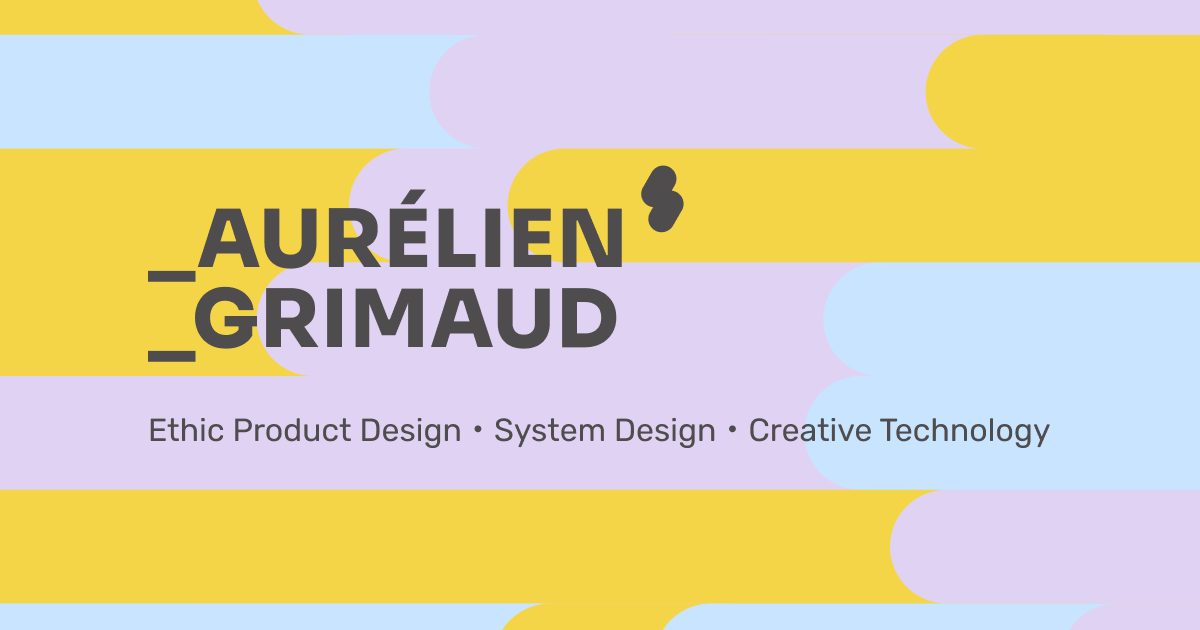 _AURÉLIEN
_GRIMAUD
Ethic Product Design • System Design • Creative Technology